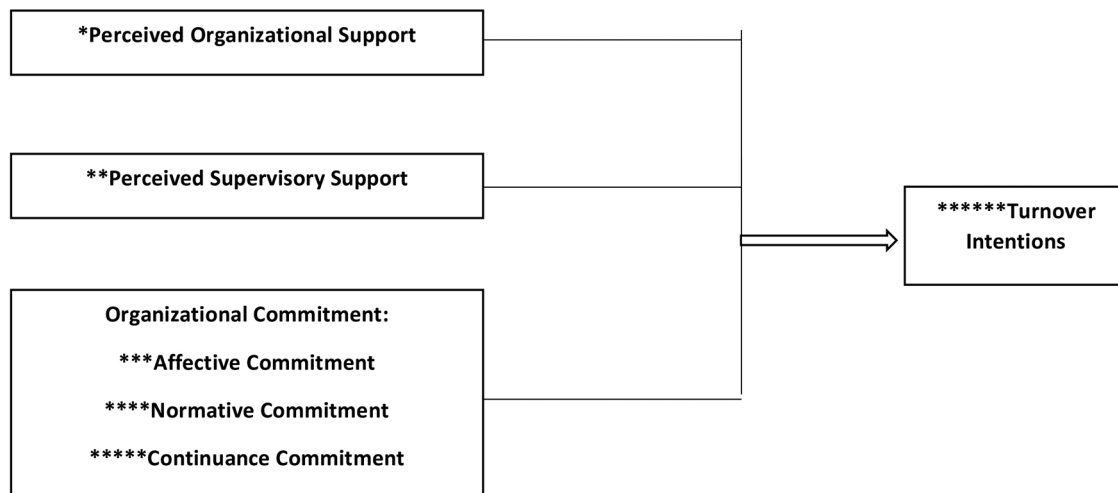 *Perceived Organizational Support
**Perceived Supervisory Support
******Turnover
Intentions
Organizational Commitment:
***Affective Commitment
****Normative Commitment
*****Continuance Commitment